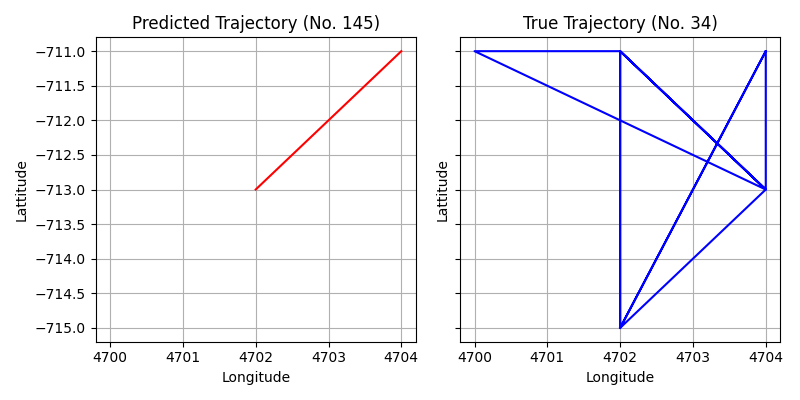 Predicted Trajectory (No. 145)
True Trajectory (No. 34)
−711.0
−711.5
−712.0
−712.5
−713.0
−713.5
−714.0
−714.5
−715.0
Lattitude
Lattitude
4700 4701 4702 4703 4704
4700 4701 4702 4703 4704
Longitude
Longitude